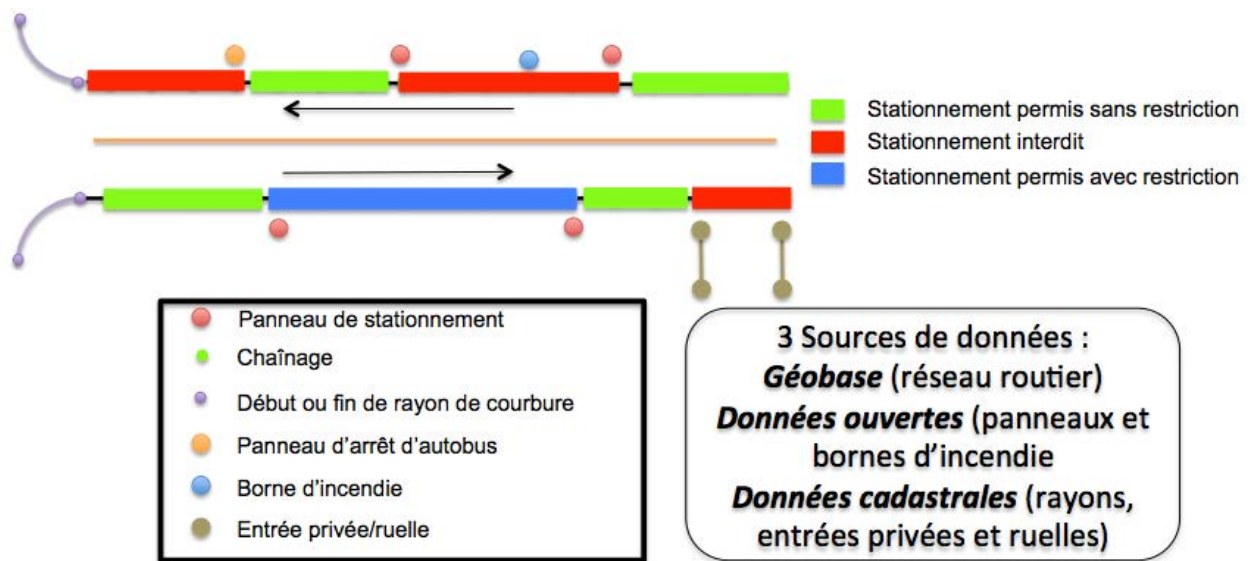 Stationnement permis sans restriction
Stationnement interdit
Stationnement permis avec restriction
Panneau de stationnement
Chaînage
Début ou fin de rayon de courbure
Panneau d'arrêt d'autobus
Borne d'incendie
Entrée privée/ruelle
3 Sources de données :
Géobase (réseau routier)
Données ouvertes (panneaux et
bornes d'incendie
Données cadastrales (rayons,
entrées privées et ruelles)